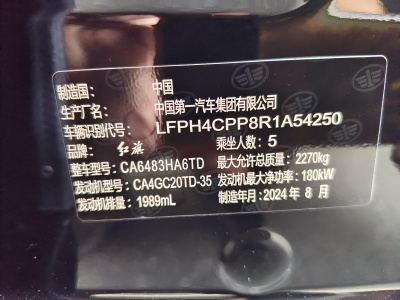 制造国： 中国
生产厂名： 中国第一汽车集团有限公司
车辆识别代号： LFPH4CPP8R1A54250
品牌： 红旗 乘坐人数： 5
整车型号： CA6483HA6TD 最大允许总质量： 2270kg
发动机型号： CA4GC20TD-35 发动机最大净功率： 180kW
发动机排量： 1989mL 制造年月： 2024 年 8 月